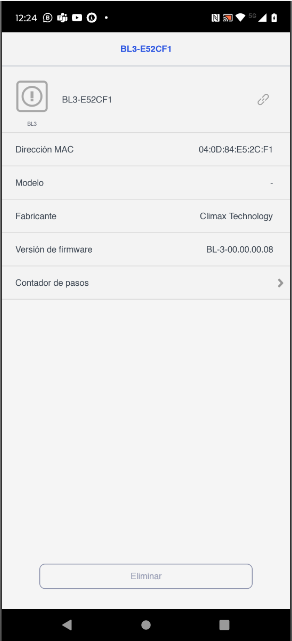 12:24
BL3-E52CF1
BL3-E52CF1
BL3
Dirección MAC 04:0D:84:E5:2C:F1
Modelo -
Fabricante Climax Technology
Versión de firmware BL-3-00.00.00.08
Contador de pasos
Eliminar